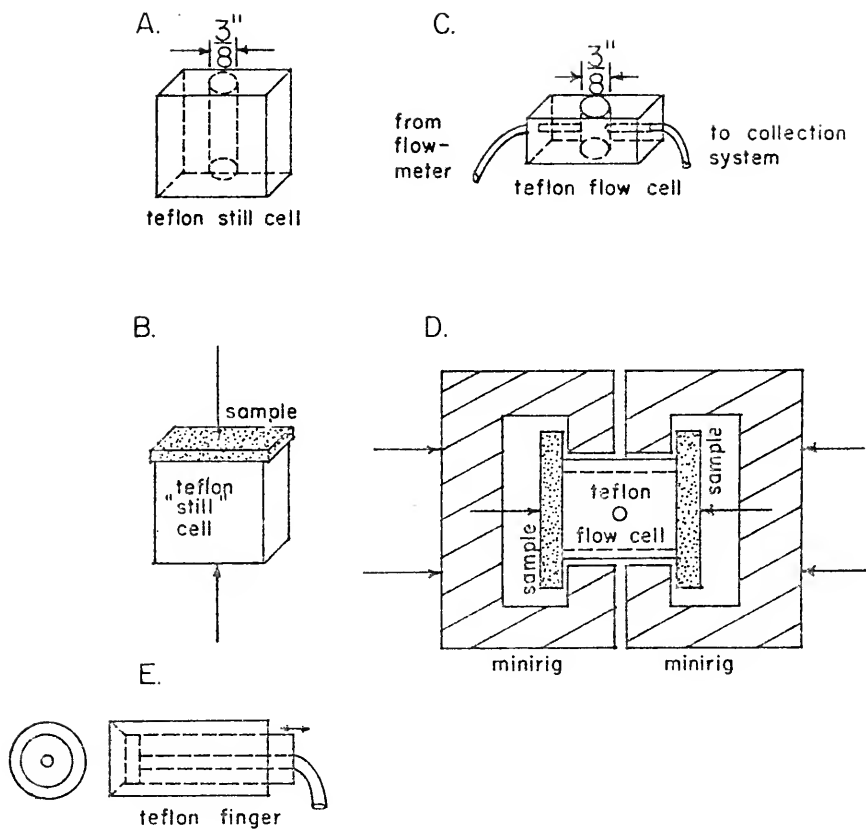 A.
3"
8
teflon still cell
C.
3"
8
from
flow-
meter
to collection
system
teflon flow cell
B.
sample
"teflon
still"
cell
D.
sample
teflon
flow cell
sample
minirig
minirig
E.
teflon finger